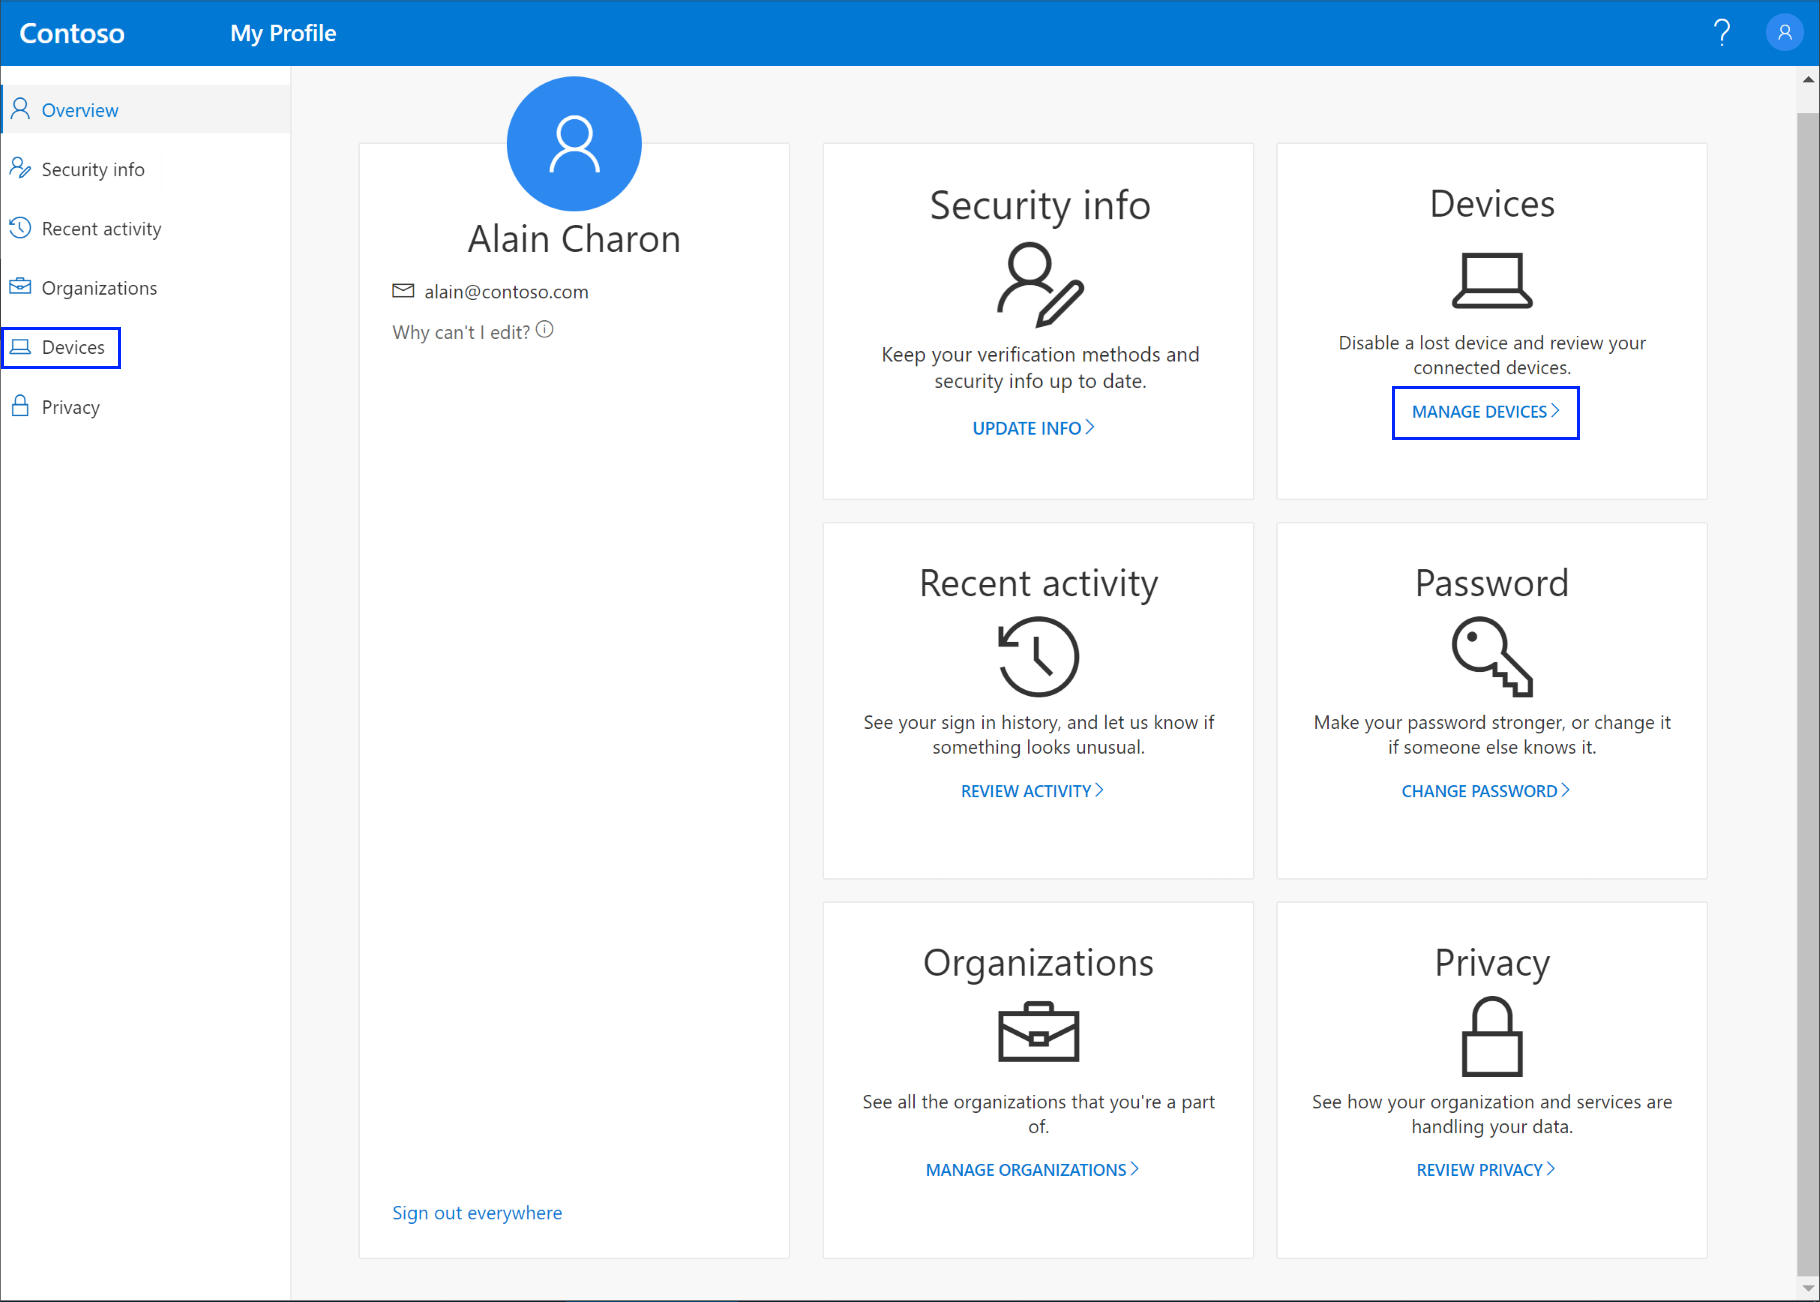 Contoso
My Profile
?
Overview
Security info
Recent activity
Organizations
Devices
Privacy
Alain Charon
alain@contoso.com
Why can't I edit?
Sign out everywhere
Security info
Keep your verification methods and
security info up to date.
UPDATE INFO
Devices
Disable a lost device and review your
connected devices.
MANAGE DEVICES
Recent activity
See your sign in history, and let us know if
something looks unusual.
REVIEW ACTIVITY
Password
Make your password stronger, or change it
if someone else knows it.
CHANGE PASSWORD
Organizations
See all the organizations that you're a part
of.
MANAGE ORGANIZATIONS
Privacy
See how your organization and services are
handling your data.
REVIEW PRIVACY